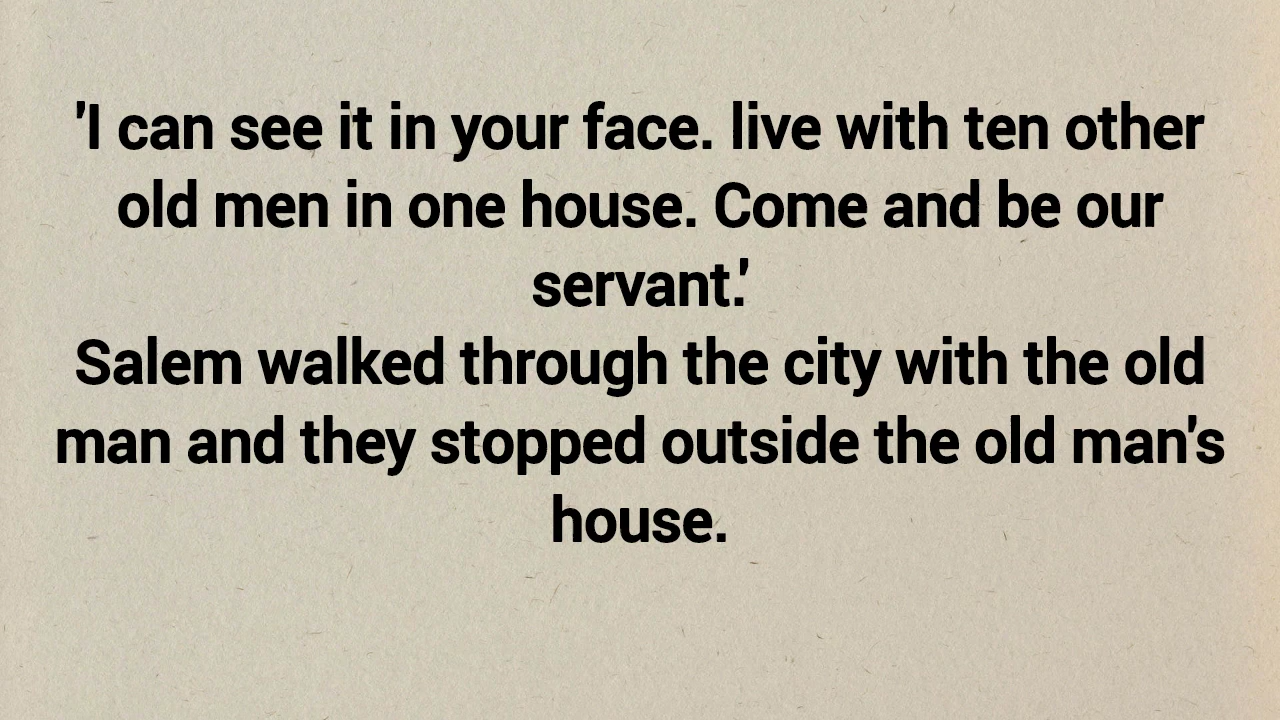 'I can see it in your face. live with ten other
old men in one house. Come and be our
servant.'
Salem walked through the city with the old
man and they stopped outside the old man's
house.